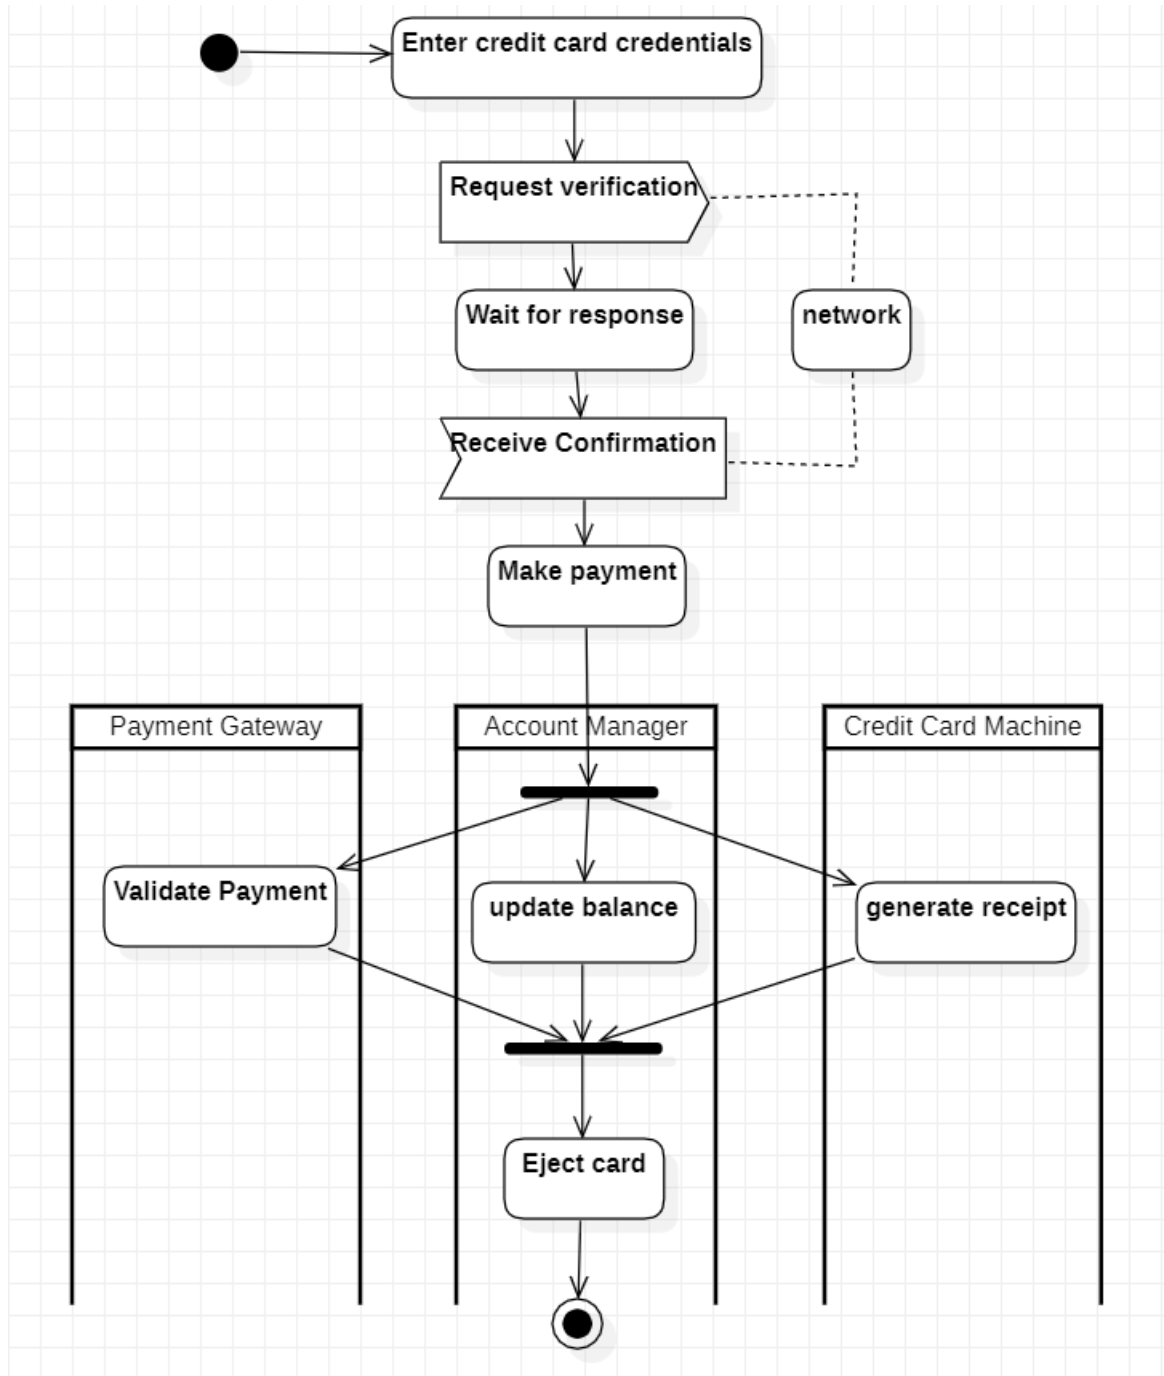 Enter credit card credentials
Request verification
Wait for response
network
Receive Confirmation
Make payment
Payment Gateway
Account Manager
Credit Card Machine
Validate Payment
update balance
generate receipt
Eject card